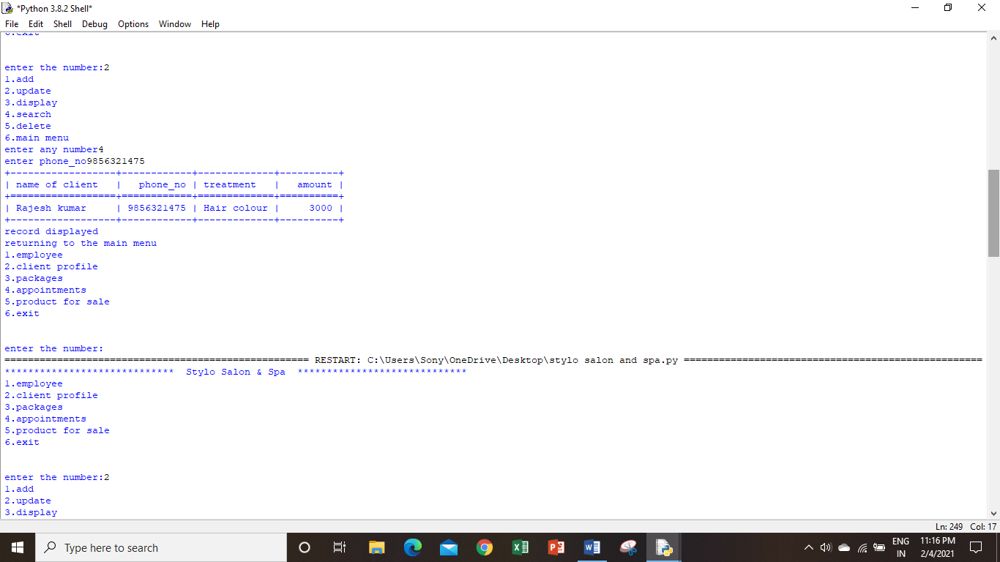 *Python 3.8.2 Shell*
File Edit Shell Debug Options Window Help
6.exit
enter the number:2
1.add
2.update
3.display
4.search
5.delete
6.main menu
enter any number4
enter phone_no9856321475
+------------------+------------+-------------+----------+
| name of client   |   phone_no | treatment   |   amount |
+==================+============+=============+==========+
| Rajesh kumar     | 9856321475 | Hair colour |     3000 |
+------------------+------------+-------------+----------+
record displayed
returning to the main menu
1.employee
2.client profile
3.packages
4.appointments
5.product for sale
6.exit
enter the number:
==================================================== RESTART: C:\Users\Sony\OneDrive\Desktop\stylo salon and spa.py ===================================================
*****************************  Stylo Salon & Spa  *****************************
1.employee
2.client profile
3.packages
4.appointments
5.product for sale
6.exit
enter the number:2
1.add
2.update
3.display
Ln: 249 Col: 17
Type here to search
ENG
IN
11:16 PM
2/4/2021